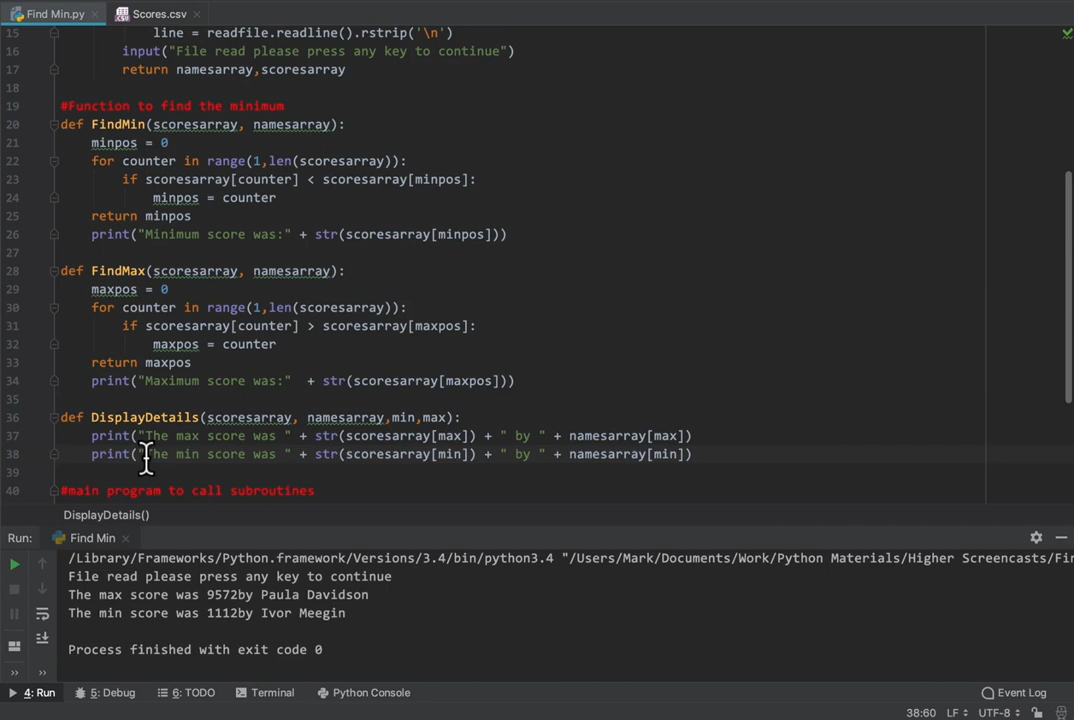 Find Min.py Scores.csv
15 line = readfile.readline().rstrip('\n')
16 input("File read please press any key to continue")
17 return namesarray,scoresarray
18
19 #Function to find the minimum
20 def FindMin(scoresarray, namesarray):
21 minpos = 0
22 for counter in range(1,len(scoresarray)):
23 if scoresarray[counter] < scoresarray[minpos]:
24 minpos = counter
25 return minpos
26 print("Minimum score was:" + str(scoresarray[minpos]))
27
28 def FindMax(scoresarray, namesarray):
29 maxpos = 0
30 for counter in range(1,len(scoresarray)):
31 if scoresarray[counter] > scoresarray[maxpos]:
32 maxpos = counter
33 return maxpos
34 print("Maximum score was:"  + str(scoresarray[maxpos]))
35
36 def DisplayDetails(scoresarray, namesarray,min,max):
37 print("The max score was " + str(scoresarray[max]) + " by " + namesarray[max])
38 print("The min score was " + str(scoresarray[min]) + " by " + namesarray[min])
39
40 #main program to call subroutines
DisplayDetails()
Run: Find Min
/Library/Frameworks/Python.framework/Versions/3.4/bin/python3.4 "/Users/Mark/Documents/Work/Python Materials/Higher Screencasts/Fi
File read please press any key to continue
The max score was 9572by Paula Davidson
The min score was 1112by Ivor Meegin
Process finished with exit code 0
4: Run 5: Debug 6: TODO Terminal Python Console Event Log
38:60 LF UTF-8